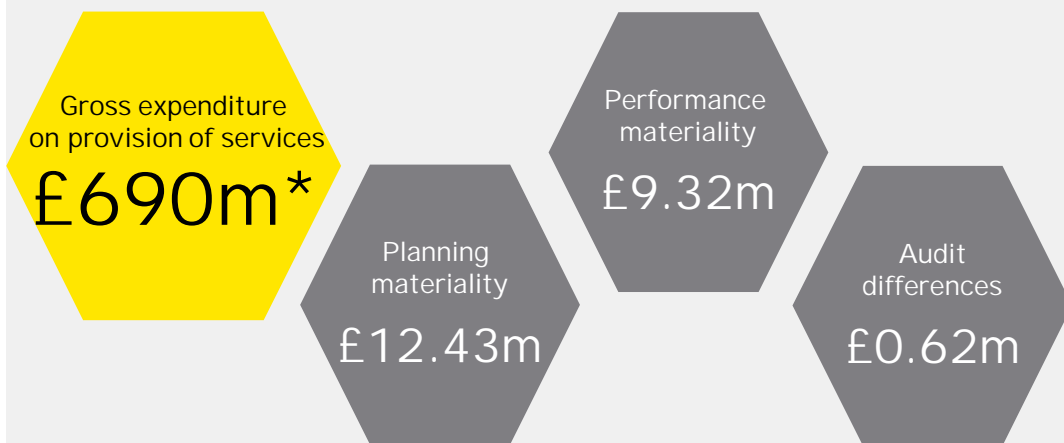 Gross expenditure
on provision of services
£690m*
Planning
materiality
£12.43m
Performance
materiality
£9.32m
Audit
differences
£0.62m